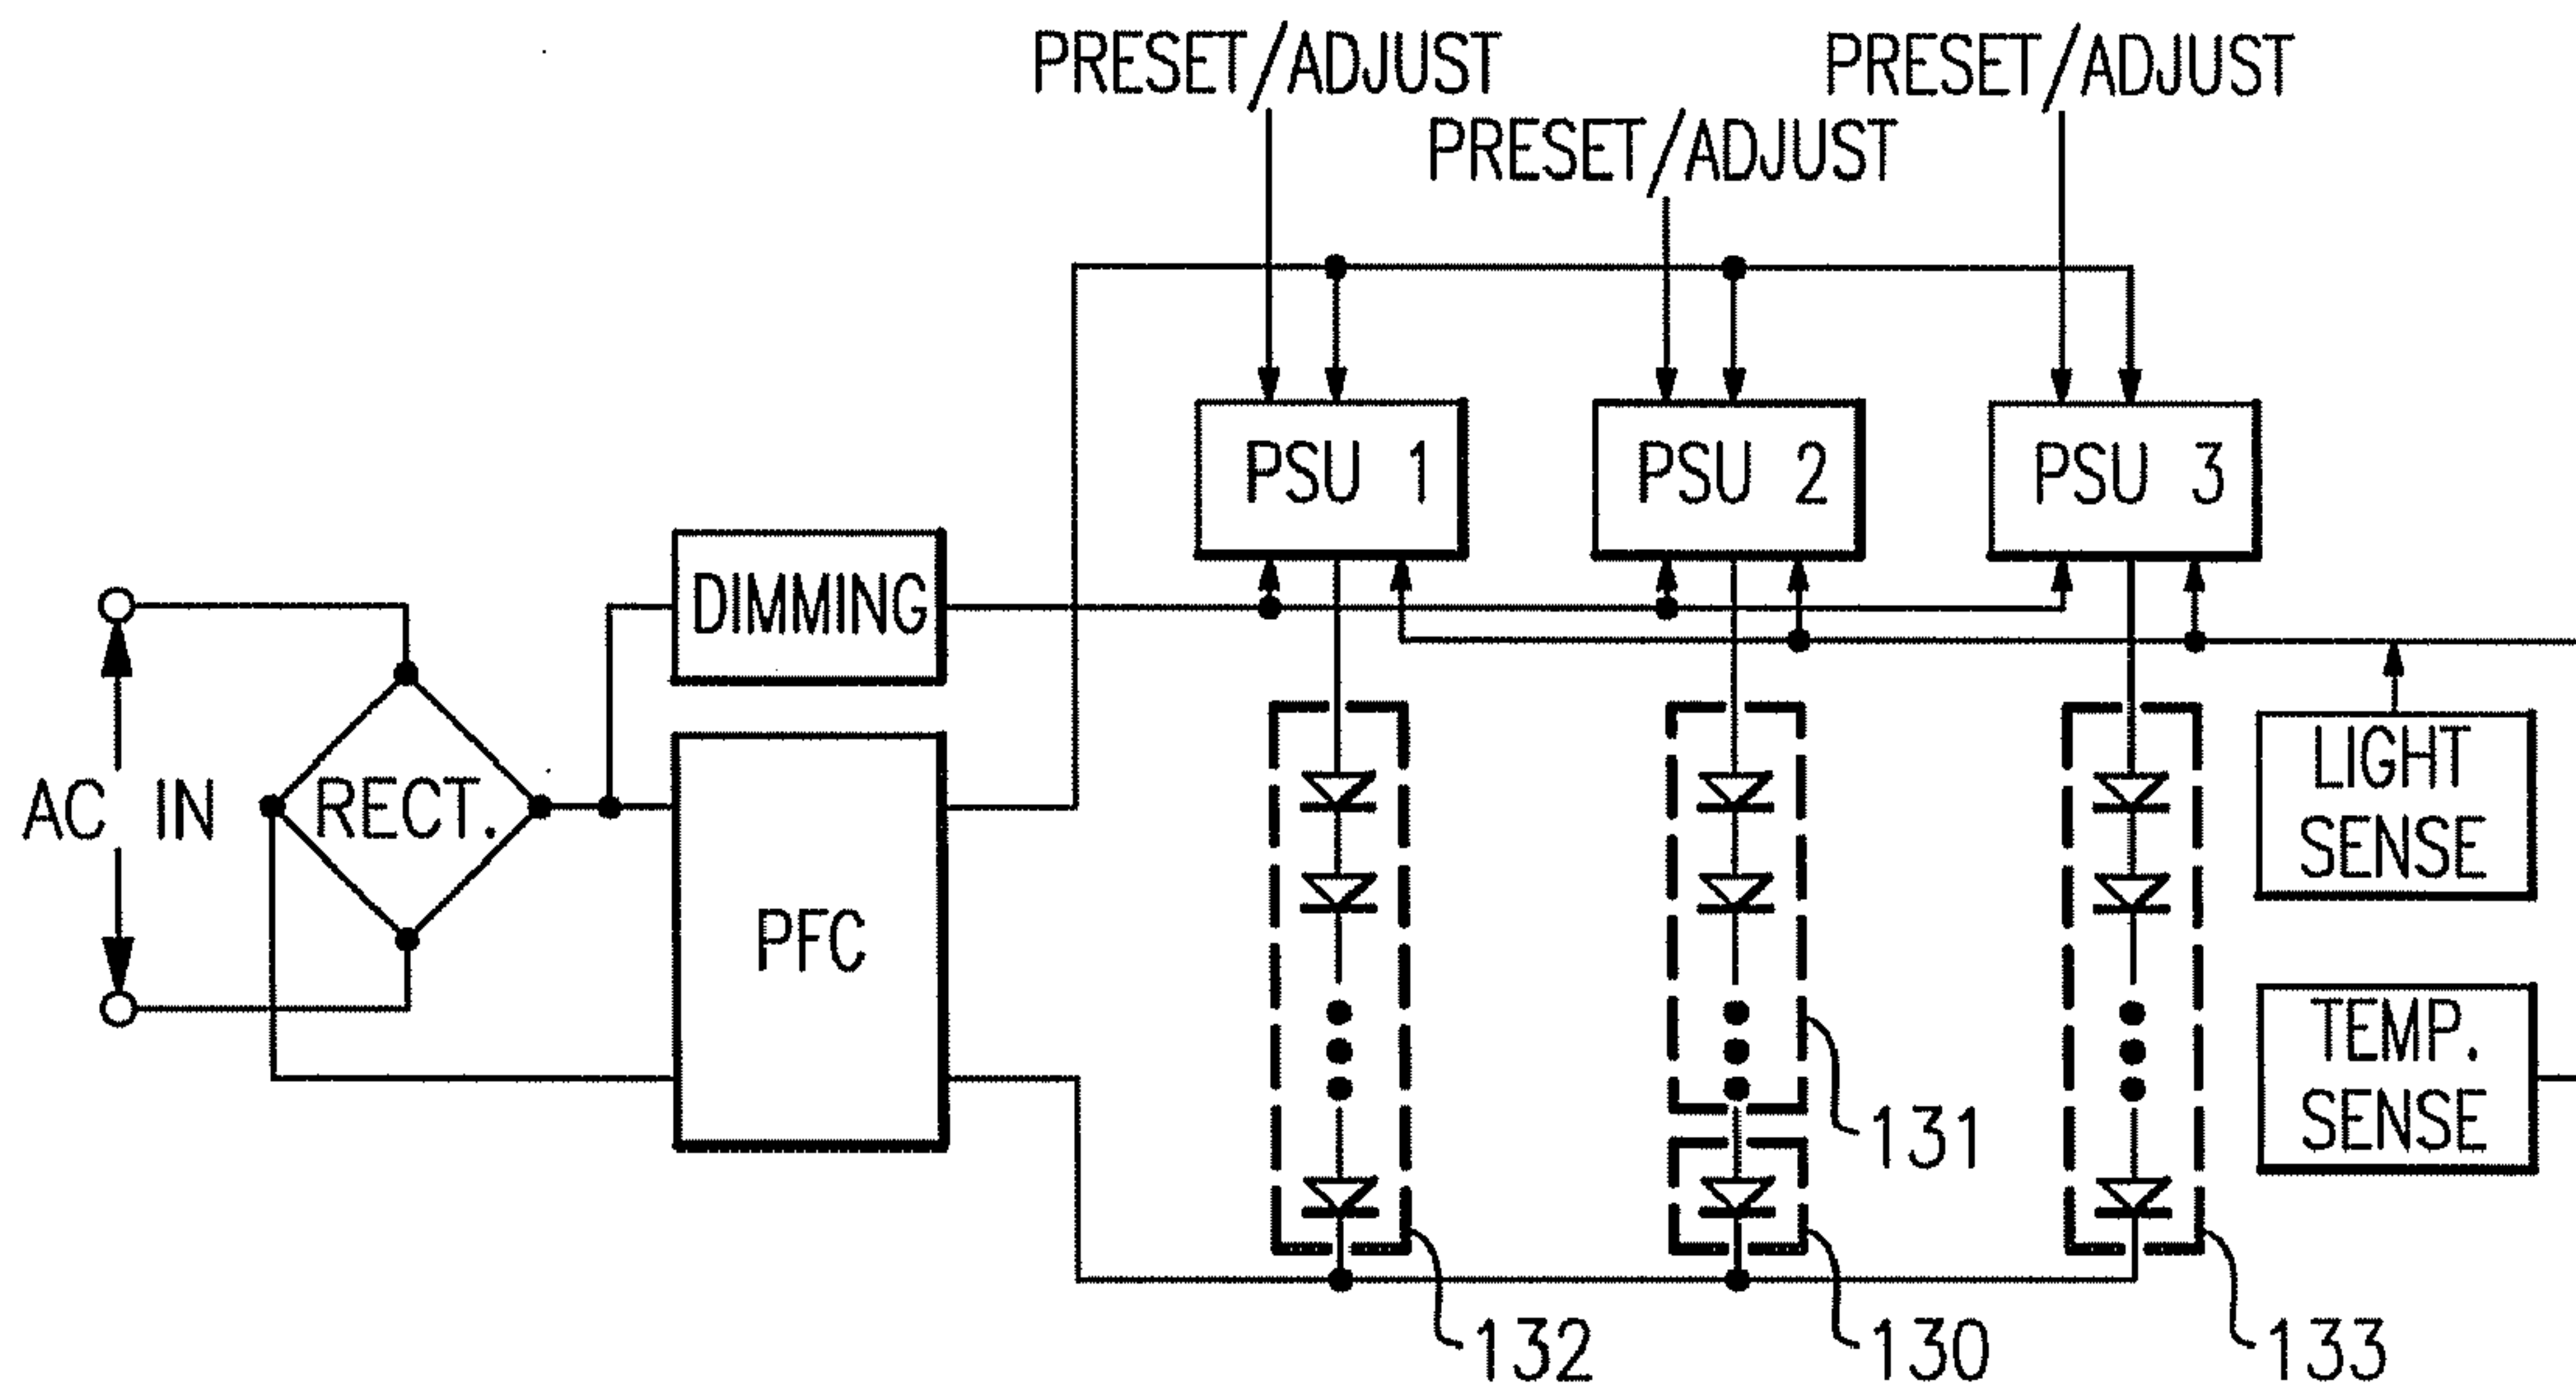 PRESET/ADJUST
PRESET/ADJUST
PRESET/ADJUST
PSU 1
PSU 2
PSU 3
DIMMING
AC IN
RECT.
PFC
LIGHT
SENSE
TEMP.
SENSE
131
132
130
133